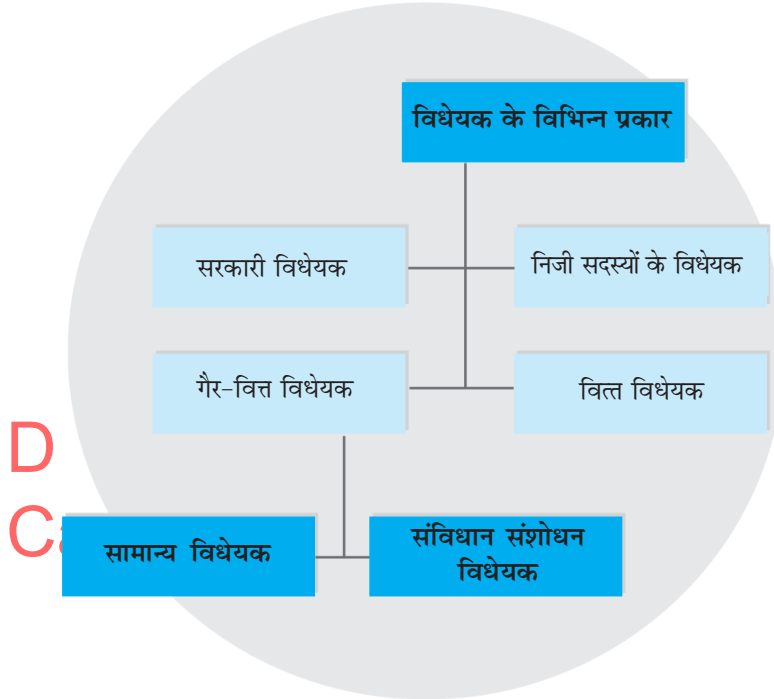 विधेयक के विभिन्न प्रकार
सरकारी विधेयक
निजी सदस्यों के विधेयक
गैर-वित्त विधेयक
वित्त विधेयक
D
सामान्य विधेयक
संविधान संशोधन
विधेयक